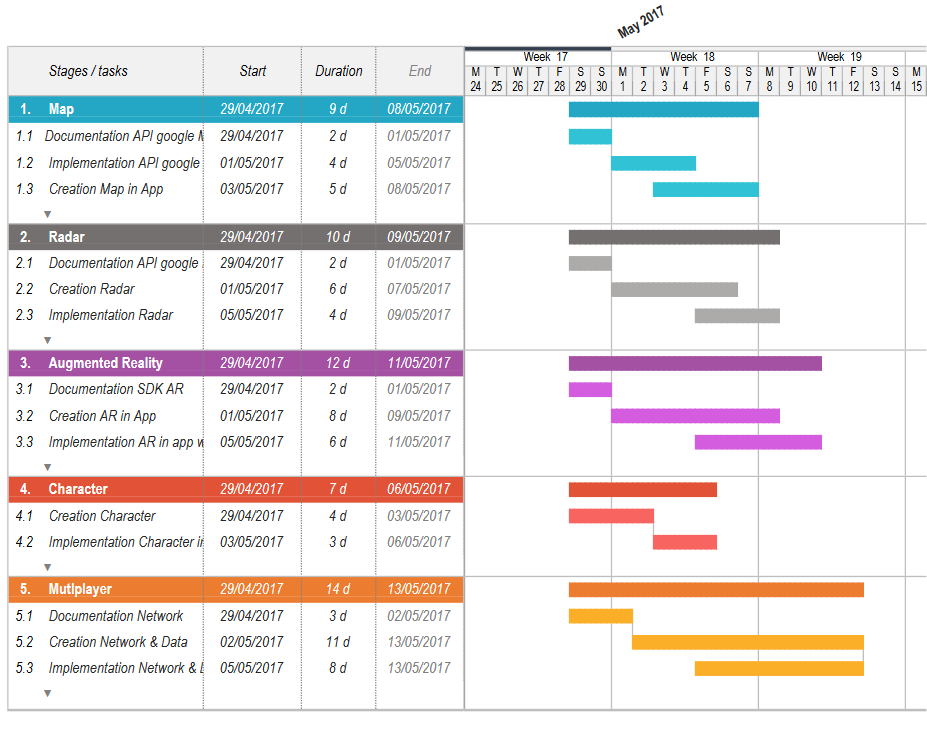 May 2017
Stages / tasks Start Duration End
Week 17 Week 18 Week 19
M T W T F S S M T W T F S S M T W T F S S M
24 25 26 27 28 29 30 1 2 3 4 5 6 7 8 9 10 11 12 13 14 15
1. Map 29/04/2017 9 d 08/05/2017
1.1 Documentation API google M 29/04/2017 2 d 01/05/2017
1.2 Implementation API google 01/05/2017 4 d 05/05/2017
1.3 Creation Map in App 03/05/2017 5 d 08/05/2017
▼
2. Radar 29/04/2017 10 d 09/05/2017
2.1 Documentation API google 29/04/2017 2 d 01/05/2017
2.2 Creation Radar 01/05/2017 6 d 07/05/2017
2.3 Implementation Radar 05/05/2017 4 d 09/05/2017
▼
3. Augmented Reality 29/04/2017 12 d 11/05/2017
3.1 Documentation SDK AR 29/04/2017 2 d 01/05/2017
3.2 Creation AR in App 01/05/2017 8 d 09/05/2017
3.3 Implementation AR in app w 05/05/2017 6 d 11/05/2017
▼
4. Character 29/04/2017 7 d 06/05/2017
4.1 Creation Character 29/04/2017 4 d 03/05/2017
4.2 Implementation Character in 03/05/2017 3 d 06/05/2017
▼
5. Mutlplayer 29/04/2017 14 d 13/05/2017
5.1 Documentation Network 29/04/2017 3 d 02/05/2017
5.2 Creation Network & Data 02/05/2017 11 d 13/05/2017
5.3 Implementation Network & D 05/05/2017 8 d 13/05/2017
▼